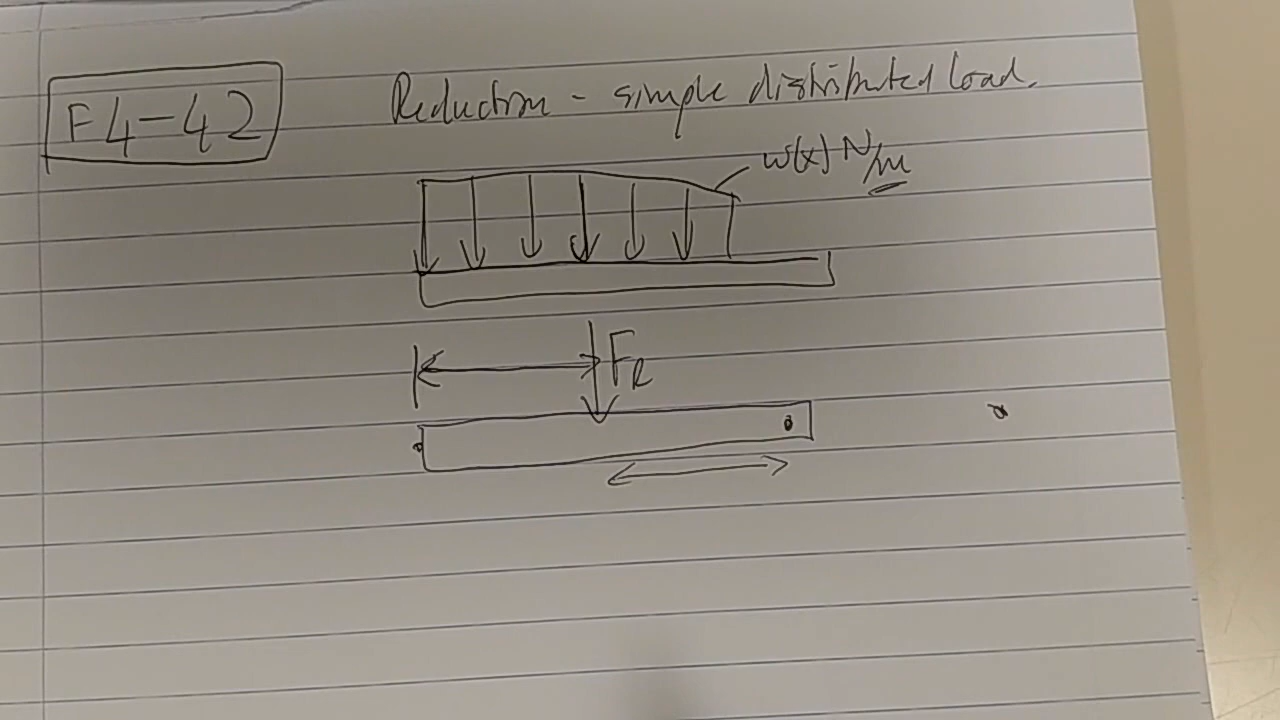 F4-42
Reduction - simple distributed load.
w(x) N/m
FR